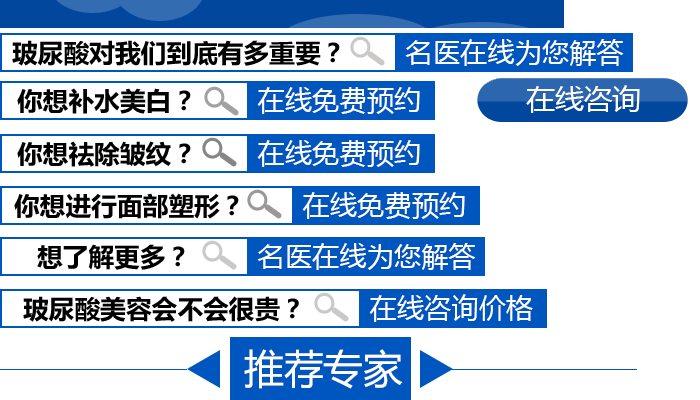 玻尿酸对我们到底有多重要？ 名医在线为您解答
你想补水美白？ 在线免费预约 在线咨询
你想祛除皱纹？ 在线免费预约
你想进行面部塑形？ 在线免费预约
想了解更多？ 名医在线为您解答
玻尿酸美容会不会很贵？ 在线咨询价格
推荐专家